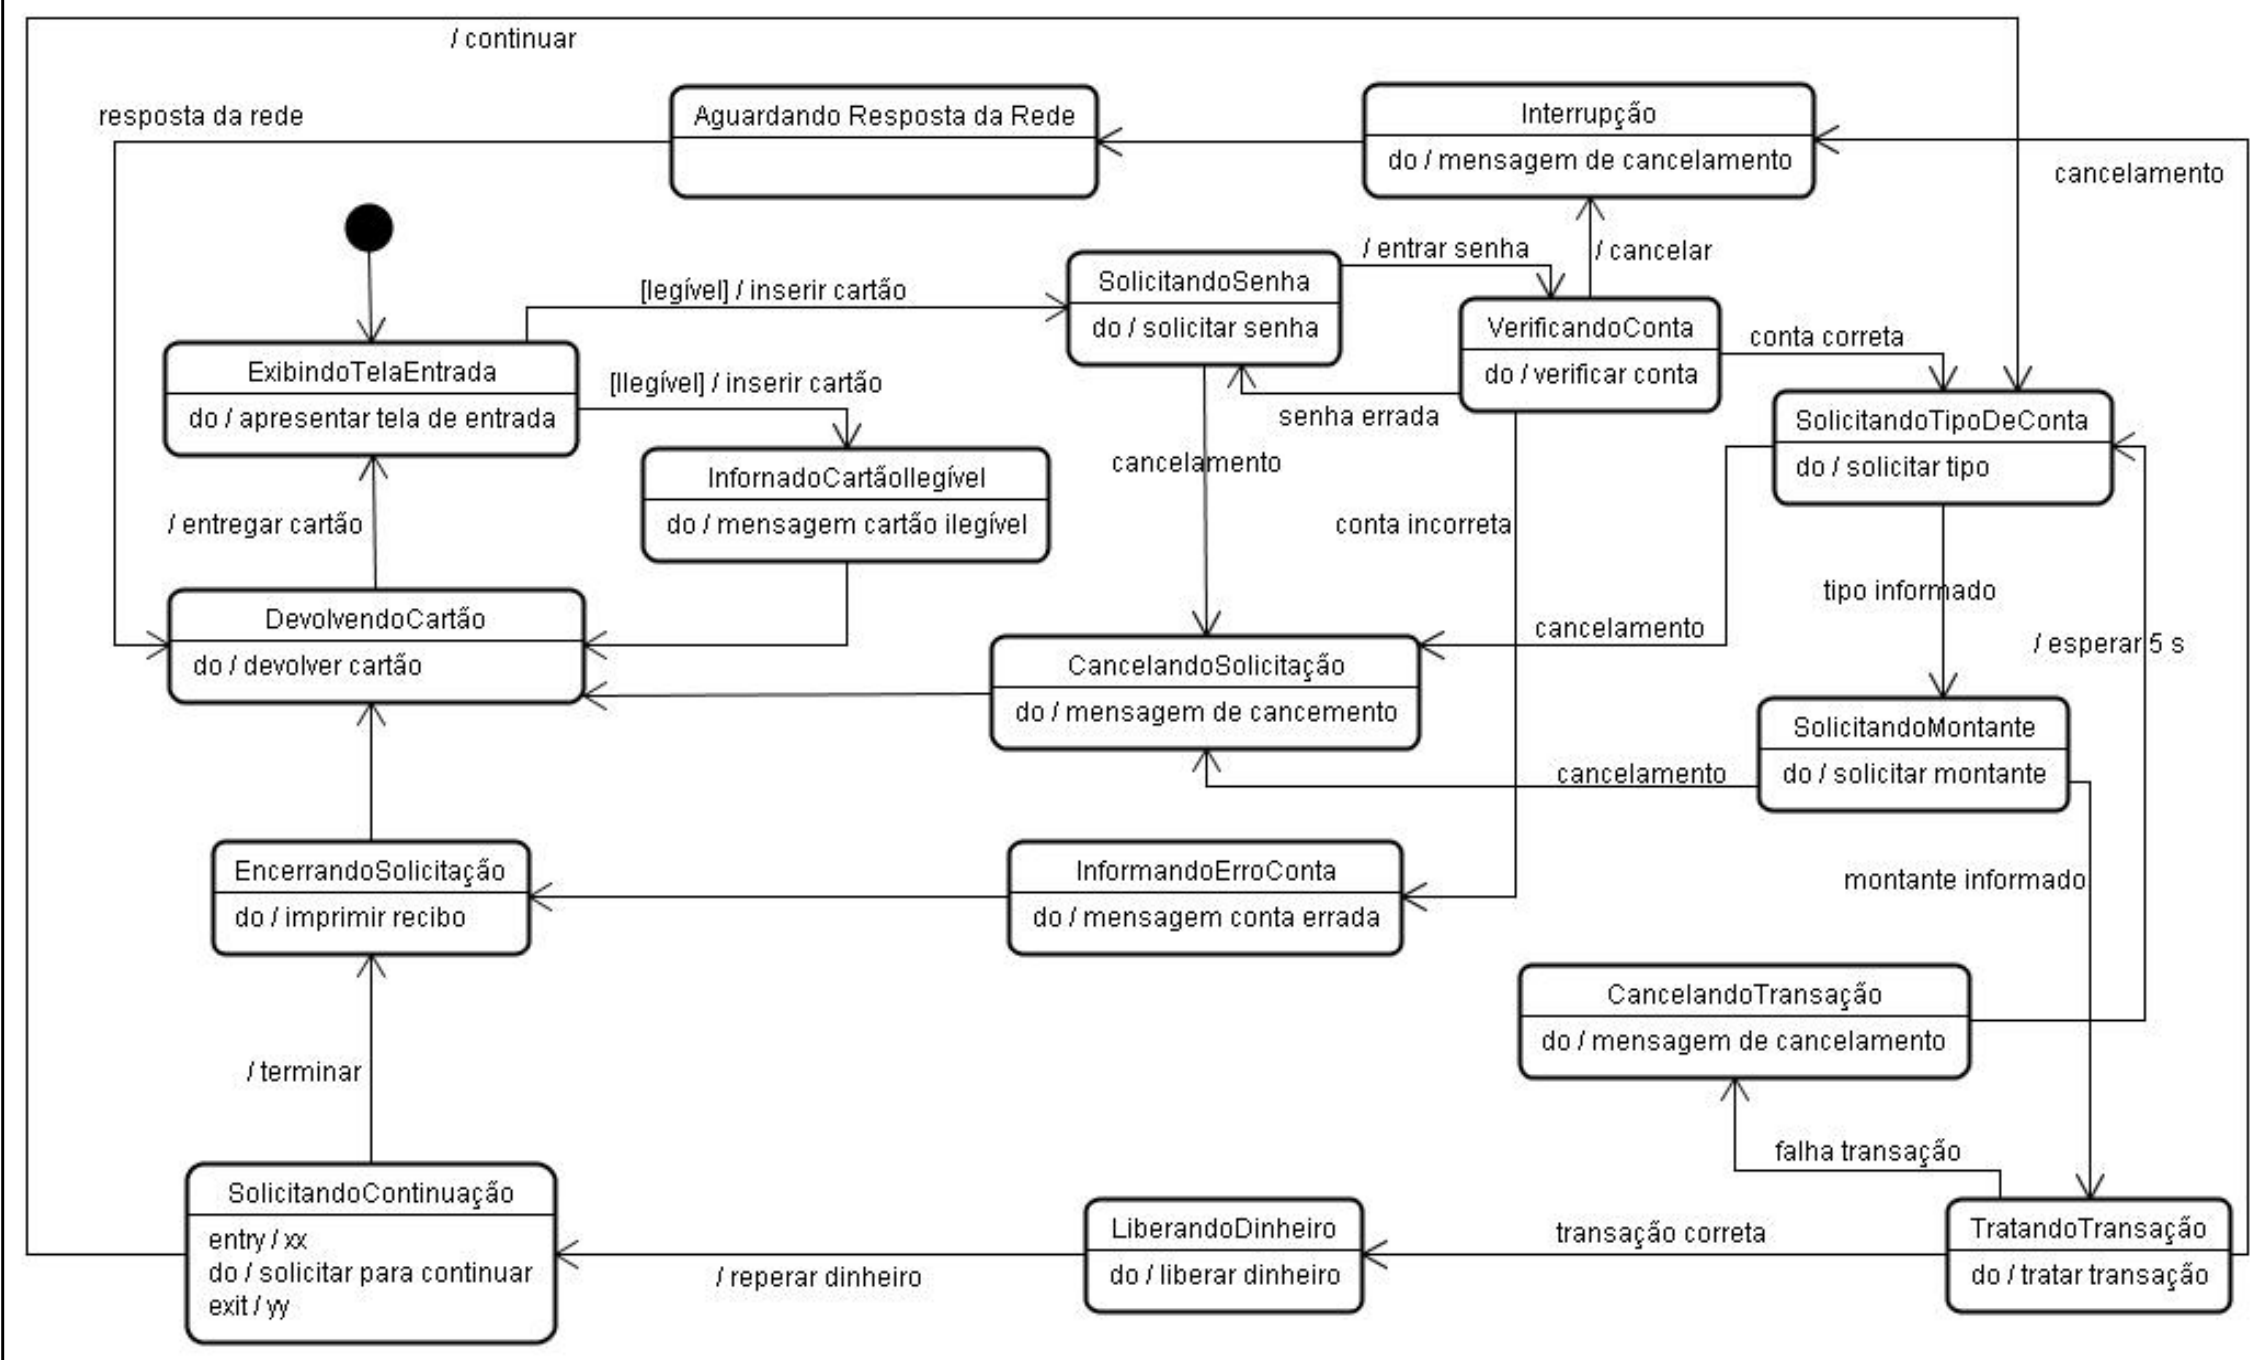 / continuar
resposta da rede
Aguardando Resposta da Rede
Interrupção
do / mensagem de cancelamento
cancelamento
/ entrar senha
/ cancelar
[legível] / inserir cartão
SolicitandoSenha
do / solicitar senha
VerificandoConta
do / verificar conta
conta correta
ExibindoTelaEntrada
do / apresentar tela de entrada
[Ilegível] / inserir cartão
senha errada
SolicitandoTipoDeConta
do / solicitar tipo
cancelamento
InfornadoCartãoIlegível
do / mensagem cartão ilegível
/ entregar cartão
conta incorreta
tipo informado
DevolvendoCartão
do / devolver cartão
cancelamento
/ esperar 5 s
CancelandoSolicitação
do / mensagem de cancemento
SolicitandoMontante
do / solicitar montante
cancelamento
EncerrandoSolicitação
do / imprimir recibo
InformandoErroConta
do / mensagem conta errada
montante informado
CancelandoTransação
do / mensagem de cancelamento
/ terminar
falha transação
SolicitandoContinuação
entry / xx
do / solicitar para continuar
exit / yy
/ reperar dinheiro
LiberandoDinheiro
do / liberar dinheiro
transação correta
TratandoTransação
do / tratar transação